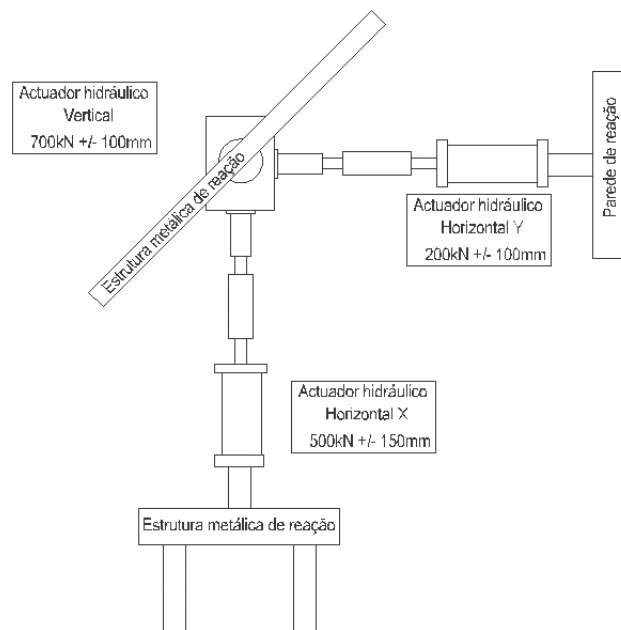 Actuador hidráulico
Vertical
700kN +/- 100mm
Estrutura metálica de reação
Parede de reação
Actuador hidráulico
Horizontal Y
200kN +/- 100mm
Actuador hidráulico
Horizontal X
500kN +/- 150mm
Estrutura metálica de reação